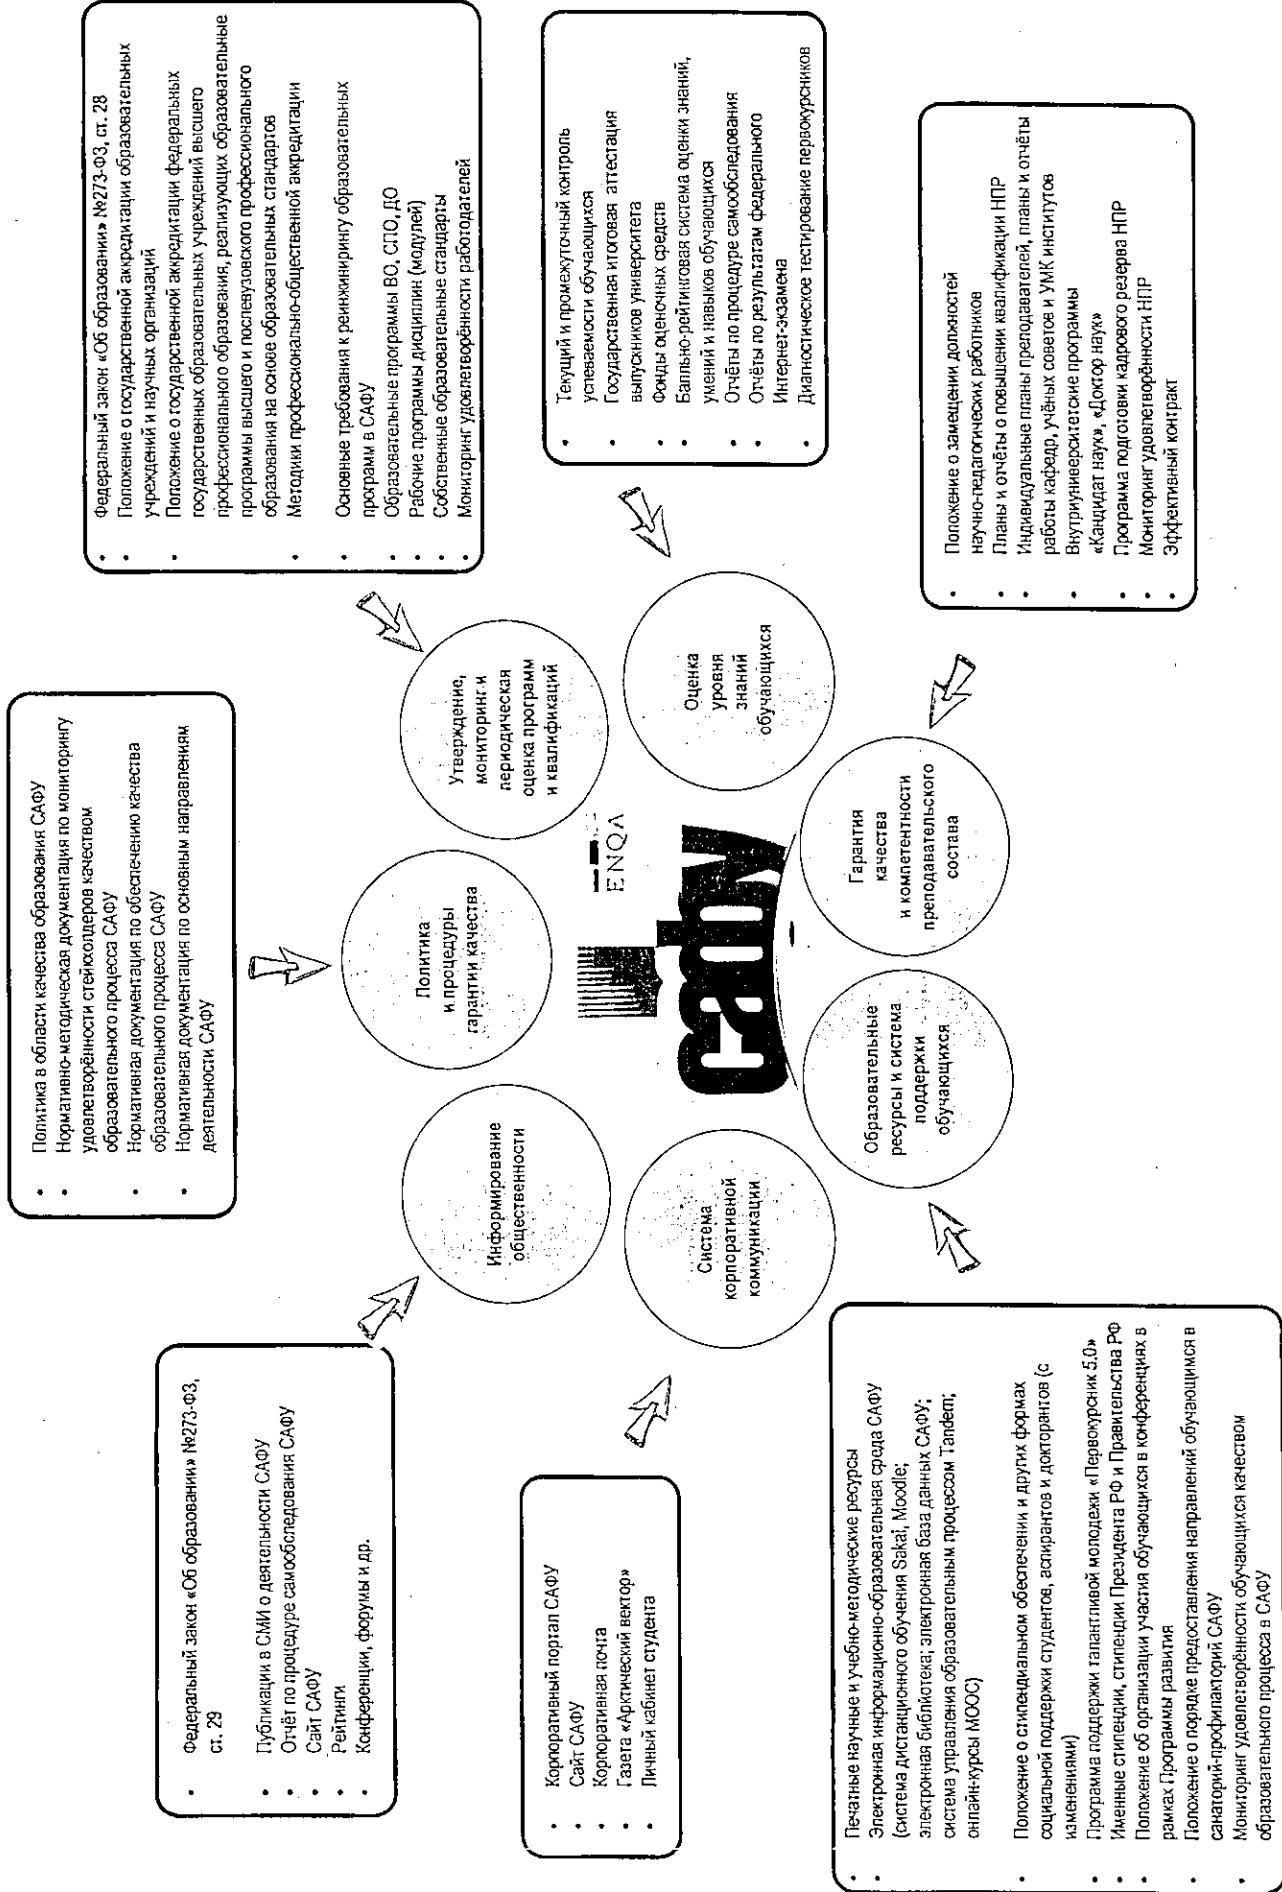 Политика в области качества образования САФУ
Нормативно-методическая документация по мониторингу
удовлетворённости стейкхолдеров качеством
образовательного процесса САФУ
Нормативная документация по обеспечению качества
образовательного процесса САФУ
Нормативная документация по основным направлениям
деятельности САФУ
Федеральный закон «Об образовании» №273-ФЗ,
ст. 29
Публикации в СМИ о деятельности САФУ
Отчёт по процедуре самообследования САФУ
Сайт САФУ
Рейтинги
Конференции, форумы и др.
Федеральный закон «Об образовании» №273-ФЗ, ст. 28
Положение о государственной аккредитации образовательных
учреждений и научных организаций
Положение о государственной аккредитации федеральных
государственных образовательных учреждений высшего
профессионального образования, реализующих образовательные
программы высшего и послевузовского профессионального
образования на основе образовательных стандартов
Методики профессионально-общественной аккредитации
Основные требования к реинжинирингу образовательных
программ в САФУ
Образовательные программы ВО, СПО, ДО
Рабочие программы дисциплин (модулей)
Собственные образовательные стандарты
Мониторинг удовлетворённости работодателей
Информирование
общественности
Политика
и процедуры
гарантии качества
Утверждение,
мониторинг и
периодическая
оценка программ
и квалификаций
Корпоративный портал САФУ
Сайт САФУ
Корпоративная почта
Газета «Арктический вектор»
Личный кабинет студента
Система
корпоративной
коммуникации
ENQA
сафу
Оценка
уровня
знаний
обучающихся
Текущий и промежуточный контроль
успеваемости обучающихся
Государственная итоговая аттестация
выпускников университета
Фонды оценочных средств
Балльно-рейтинговая система оценки знаний,
умений и навыков обучающихся
Отчёты по процедуре самообследования
Отчёты по результатам федерального
Интернет-экзамена
Диагностическое тестирование первокурсников
Образовательные
ресурсы и система
поддержки
обучающихся
Гарантия
качества
и компетентности
преподавательского
состава
Печатные научные и учебно-методические ресурсы
Электронная информационно-образовательная среда САФУ
(система дистанционного обучения Sakai, Moodle;
электронная библиотека; электронная база данных САФУ;
система управления образовательным процессом Tandem;
онлайн-курсы МООС)
Положение о стипендиальном обеспечении и других формах
социальной поддержки студентов, аспирантов и докторантов (с
изменениями)
Программа поддержки талантливой молодежи «Первокурсник 5.0»
Именные стипендии, стипендии Президента РФ и Правительства РФ
Положение об организации участия обучающихся в конференциях в
рамках Программы развития
Положение о порядке предоставления направлений обучающимся в
санаторий-профилакторий САФУ
Мониторинг удовлетворённости обучающихся качеством
образовательного процесса в САФУ
Положение о замещении должностей
научно-педагогических работников
Планы и отчёты о повышении квалификации НПР
Индивидуальные планы преподавателей, планы и отчёты
работы кафедр, учёных советов и УМК институтов
Внутриуниверситетские программы
«Кандидат наук», «Доктор наук»
Программа подготовки кадрового резерва НПР
Мониторинг удовлетворённости НПР
Эффективный контракт